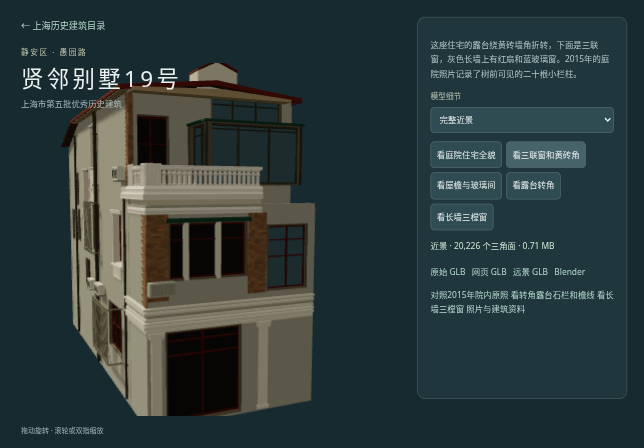 ← 上海历史建筑目录
静安区 · 愚园路
贤邻别墅19号
上海市第五批优秀历史建筑
这座住宅的露台绕黄砖墙角折转，下面是三联
窗，灰色长墙上有红扇和蓝玻璃窗。2015年的庭
院照片记录了树前可见的二十根小栏柱。
模型细节
完整近景
看庭院住宅全貌 看三联窗和黄砖角
看屋檐与玻璃间 看露台转角
看长墙三樘窗
近景 · 20,226 个三角面 · 0.71 MB
原始 GLB 网页 GLB 远景 GLB Blender
对照2015年院内原照 看转角露台石栏和檐线 看长
墙三樘窗 照片与建筑资料
拖动旋转 · 滚轮或双指缩放